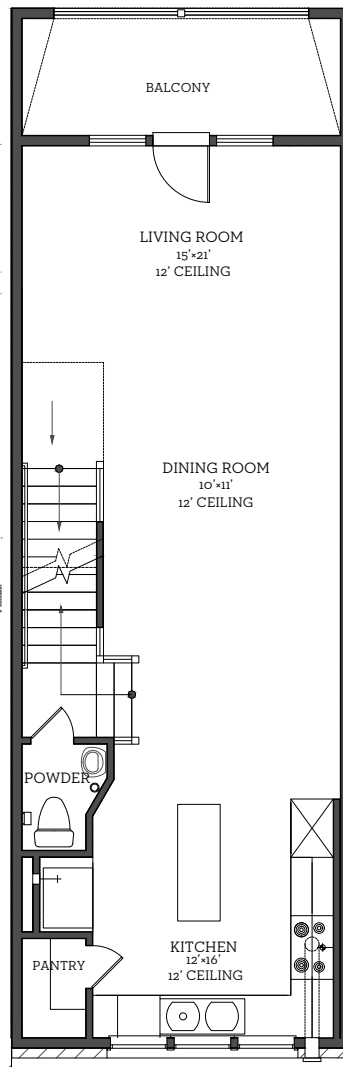 BALCONY
LIVING ROOM
15'×21'
12' CEILING
DINING ROOM
10'×11'
12' CEILING
POWDER
KITCHEN
12'×16'
12' CEILING
PANTRY